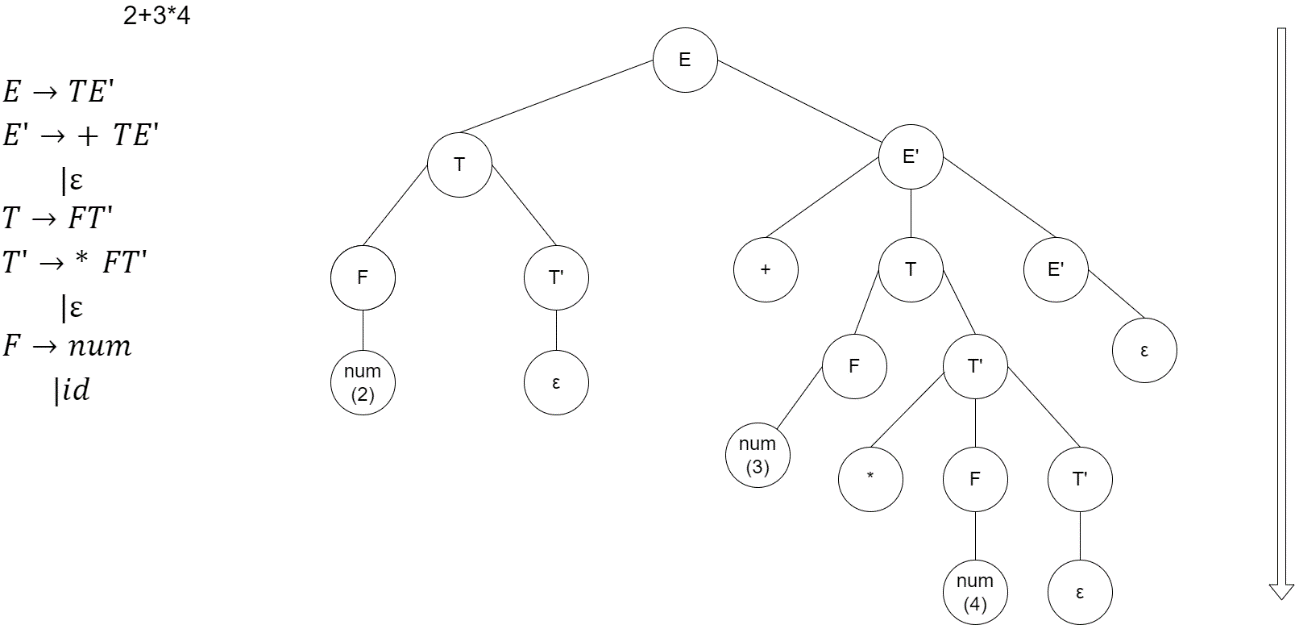 2+3*4
E → TE'
E' → + TE'
|ε
T → FT'
T' → * FT'
|ε
F → num
|id
E
T
E'
F
T'
+
T
E'
num
(2)
ε
F
T'
ε
num
(3)
*
F
T'
num
(4)
ε